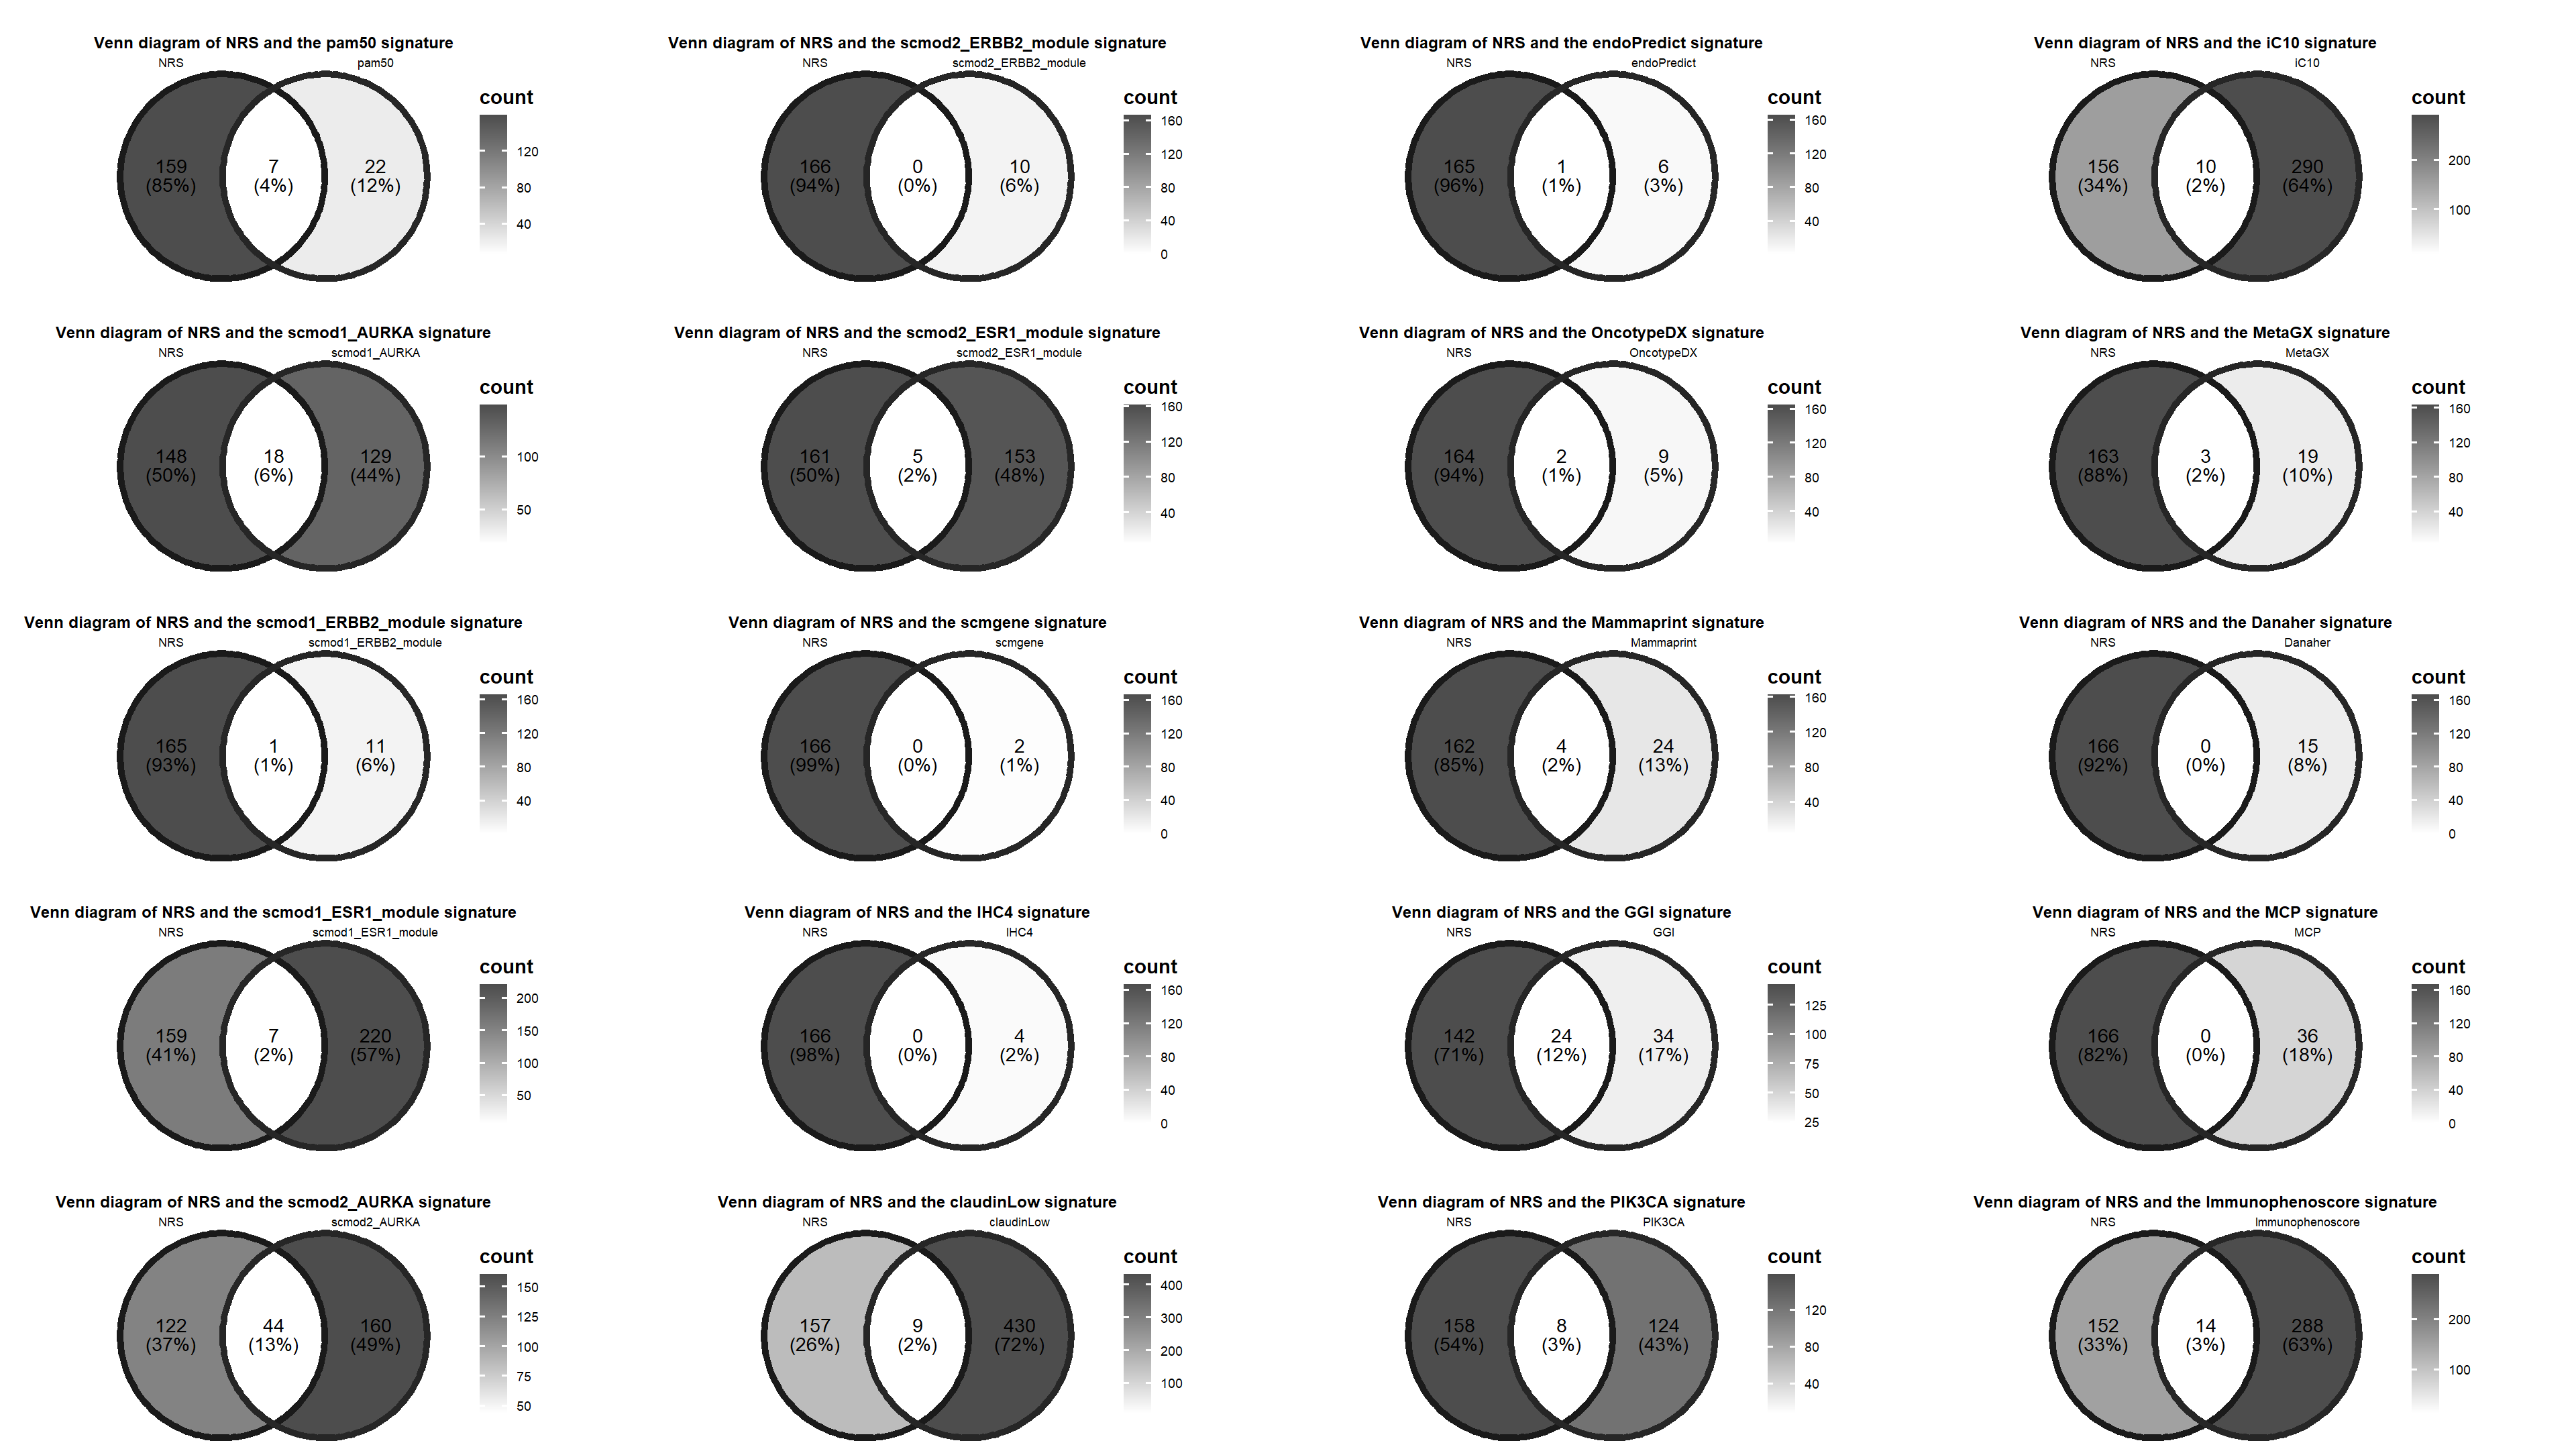 Venn diagram of NRS and the pam50 signature
NRS
pam50
159
(85%)
7
(4%)
22
(12%)
count
120
80
40
Venn diagram of NRS and the scmod2_ERBB2_module signature
NRS
scmod2_ERBB2_module
166
(94%)
0
(0%)
10
(6%)
count
160
120
80
40
0
Venn diagram of NRS and the endoPredict signature
NRS
endoPredict
165
(96%)
1
(1%)
6
(3%)
count
160
120
80
40
Venn diagram of NRS and the iC10 signature
NRS
iC10
156
(34%)
10
(2%)
290
(64%)
count
200
100
Venn diagram of NRS and the scmod1_AURKA signature
NRS
scmod1_AURKA
148
(50%)
18
(6%)
129
(44%)
count
100
50
Venn diagram of NRS and the scmod2_ESR1_module signature
NRS
scmod2_ESR1_module
161
(50%)
5
(2%)
153
(48%)
count
160
120
80
40
Venn diagram of NRS and the OncotypeDX signature
NRS
OncotypeDX
164
(94%)
2
(1%)
9
(5%)
count
160
120
80
40
Venn diagram of NRS and the MetaGX signature
NRS
MetaGX
163
(88%)
3
(2%)
19
(10%)
count
160
120
80
40
Venn diagram of NRS and the scmod1_ERBB2_module signature
NRS
scmod1_ERBB2_module
165
(93%)
1
(1%)
11
(6%)
count
160
120
80
40
Venn diagram of NRS and the scmgene signature
NRS
scmgene
166
(99%)
0
(0%)
2
(1%)
count
160
120
80
40
0
Venn diagram of NRS and the Mammaprint signature
NRS
Mammaprint
162
(85%)
4
(2%)
24
(13%)
count
160
120
80
40
Venn diagram of NRS and the Danaher signature
NRS
Danaher
166
(92%)
0
(0%)
15
(8%)
count
160
120
80
40
0
Venn diagram of NRS and the scmod1_ESR1_module signature
NRS
scmod1_ESR1_module
159
(41%)
7
(2%)
220
(57%)
count
200
150
100
50
Venn diagram of NRS and the IHC4 signature
NRS
IHC4
166
(98%)
0
(0%)
4
(2%)
count
160
120
80
40
0
Venn diagram of NRS and the GGI signature
NRS
GGI
142
(71%)
24
(12%)
34
(17%)
count
125
100
75
50
25
Venn diagram of NRS and the MCP signature
NRS
MCP
166
(82%)
0
(0%)
36
(18%)
count
160
120
80
40
0
Venn diagram of NRS and the scmod2_AURKA signature
NRS
scmod2_AURKA
122
(37%)
44
(13%)
160
(49%)
count
150
125
100
75
50
Venn diagram of NRS and the claudinLow signature
NRS
claudinLow
157
(26%)
9
(2%)
430
(72%)
count
400
300
200
100
Venn diagram of NRS and the PIK3CA signature
NRS
PIK3CA
158
(54%)
8
(3%)
124
(43%)
count
120
80
40
Venn diagram of NRS and the Immunophenoscore signature
NRS
Immunophenoscore
152
(33%)
14
(3%)
288
(63%)
count
200
100